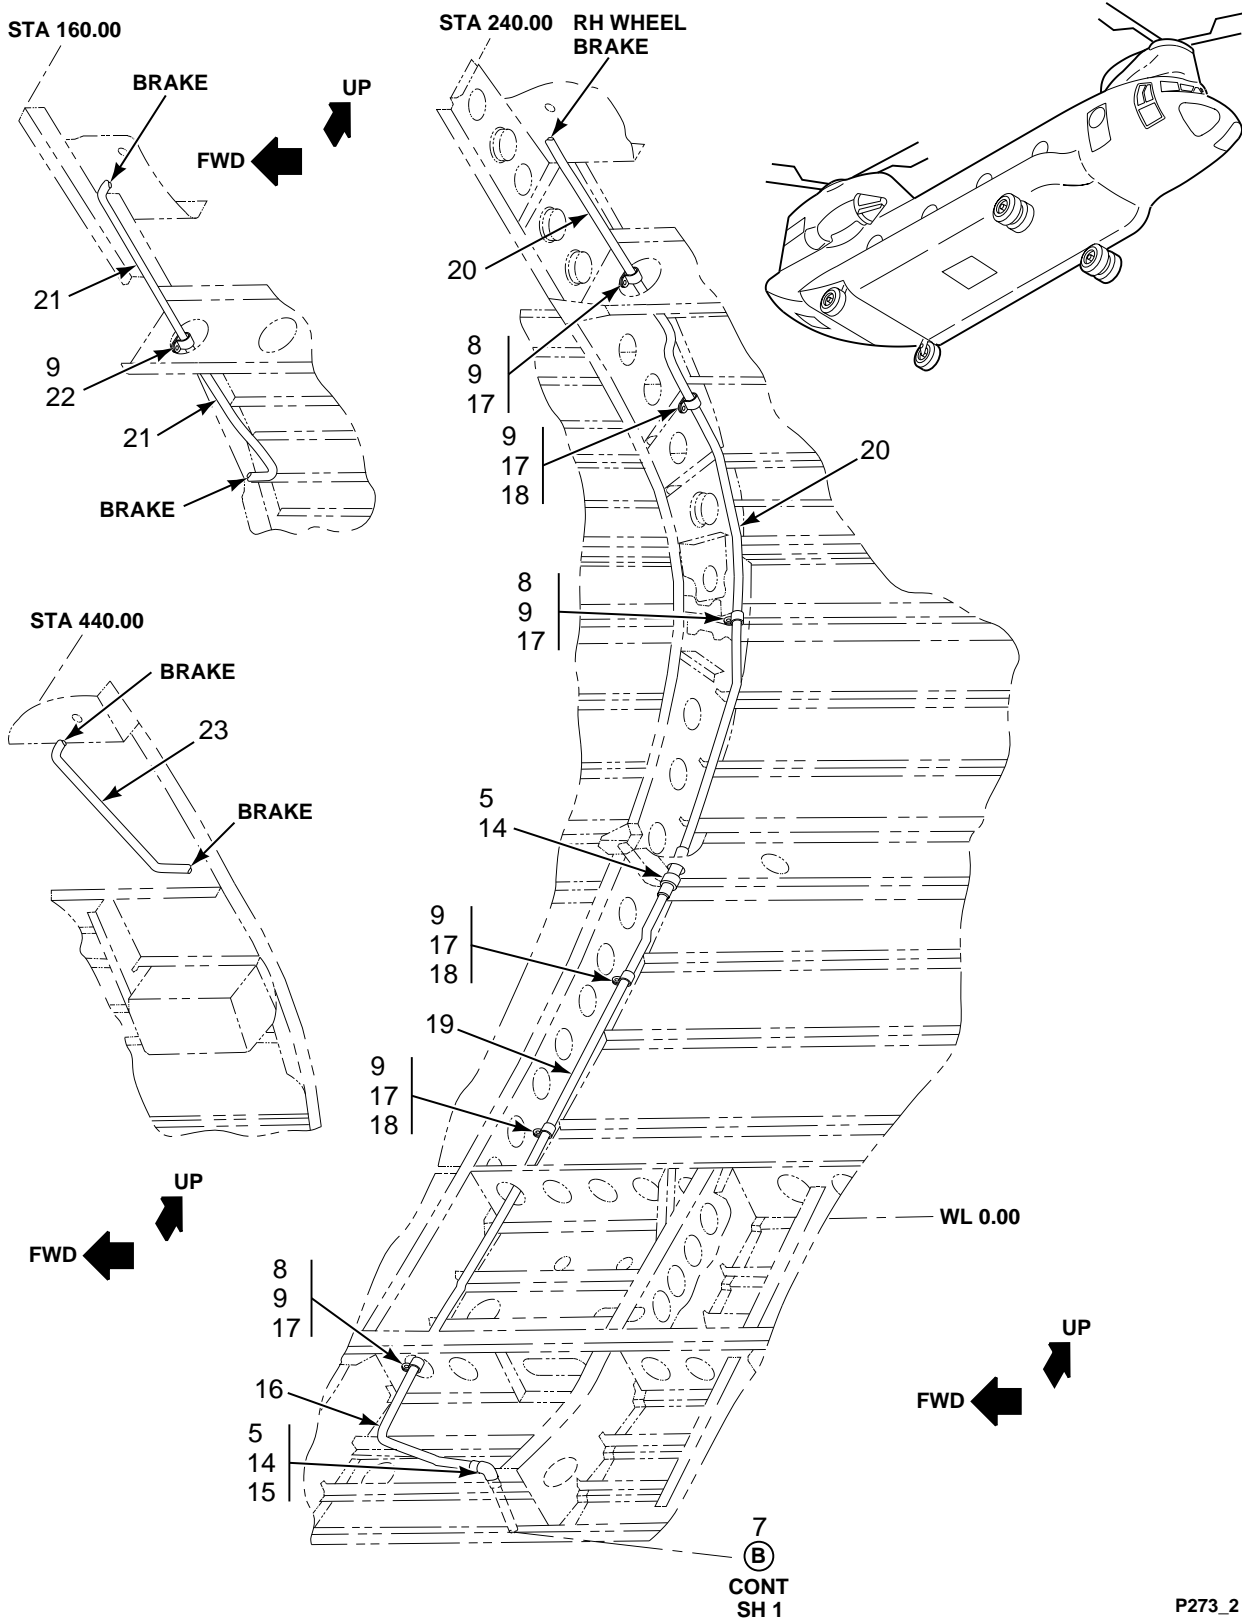 STA 160.00
BRAKE
UP
FWD
21
9
22
21
BRAKE
STA 240.00
RH WHEEL
BRAKE
20
8
9
17
9
17
18
20
8
9
17
5
14
9
17
18
19
9
17
18
STA 440.00
BRAKE
23
BRAKE
UP
FWD
WL 0.00
8
9
17
16
5
14
15
UP
FWD
7
B
CONT
SH 1
P273_2